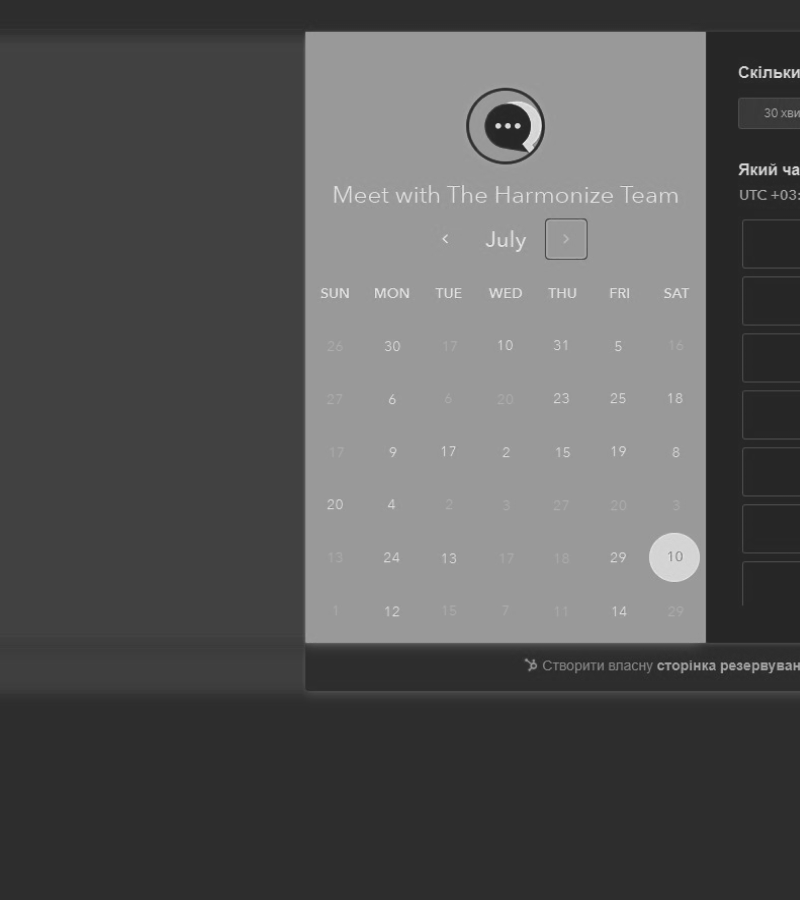 Meet with The Harmonize Team
July
SUN MON TUE WED THU FRI SAT
26 30 17 10 31 5 16
27 6 6 20 23 25 18
17 9 17 2 15 19 8
20 4 2 3 27 20 3
13 24 13 17 18 29 10
1 12 15 7 11 14 29
Скільки
30 хви
Який ча
UTC +03:
Створити власну сторінка резервуван